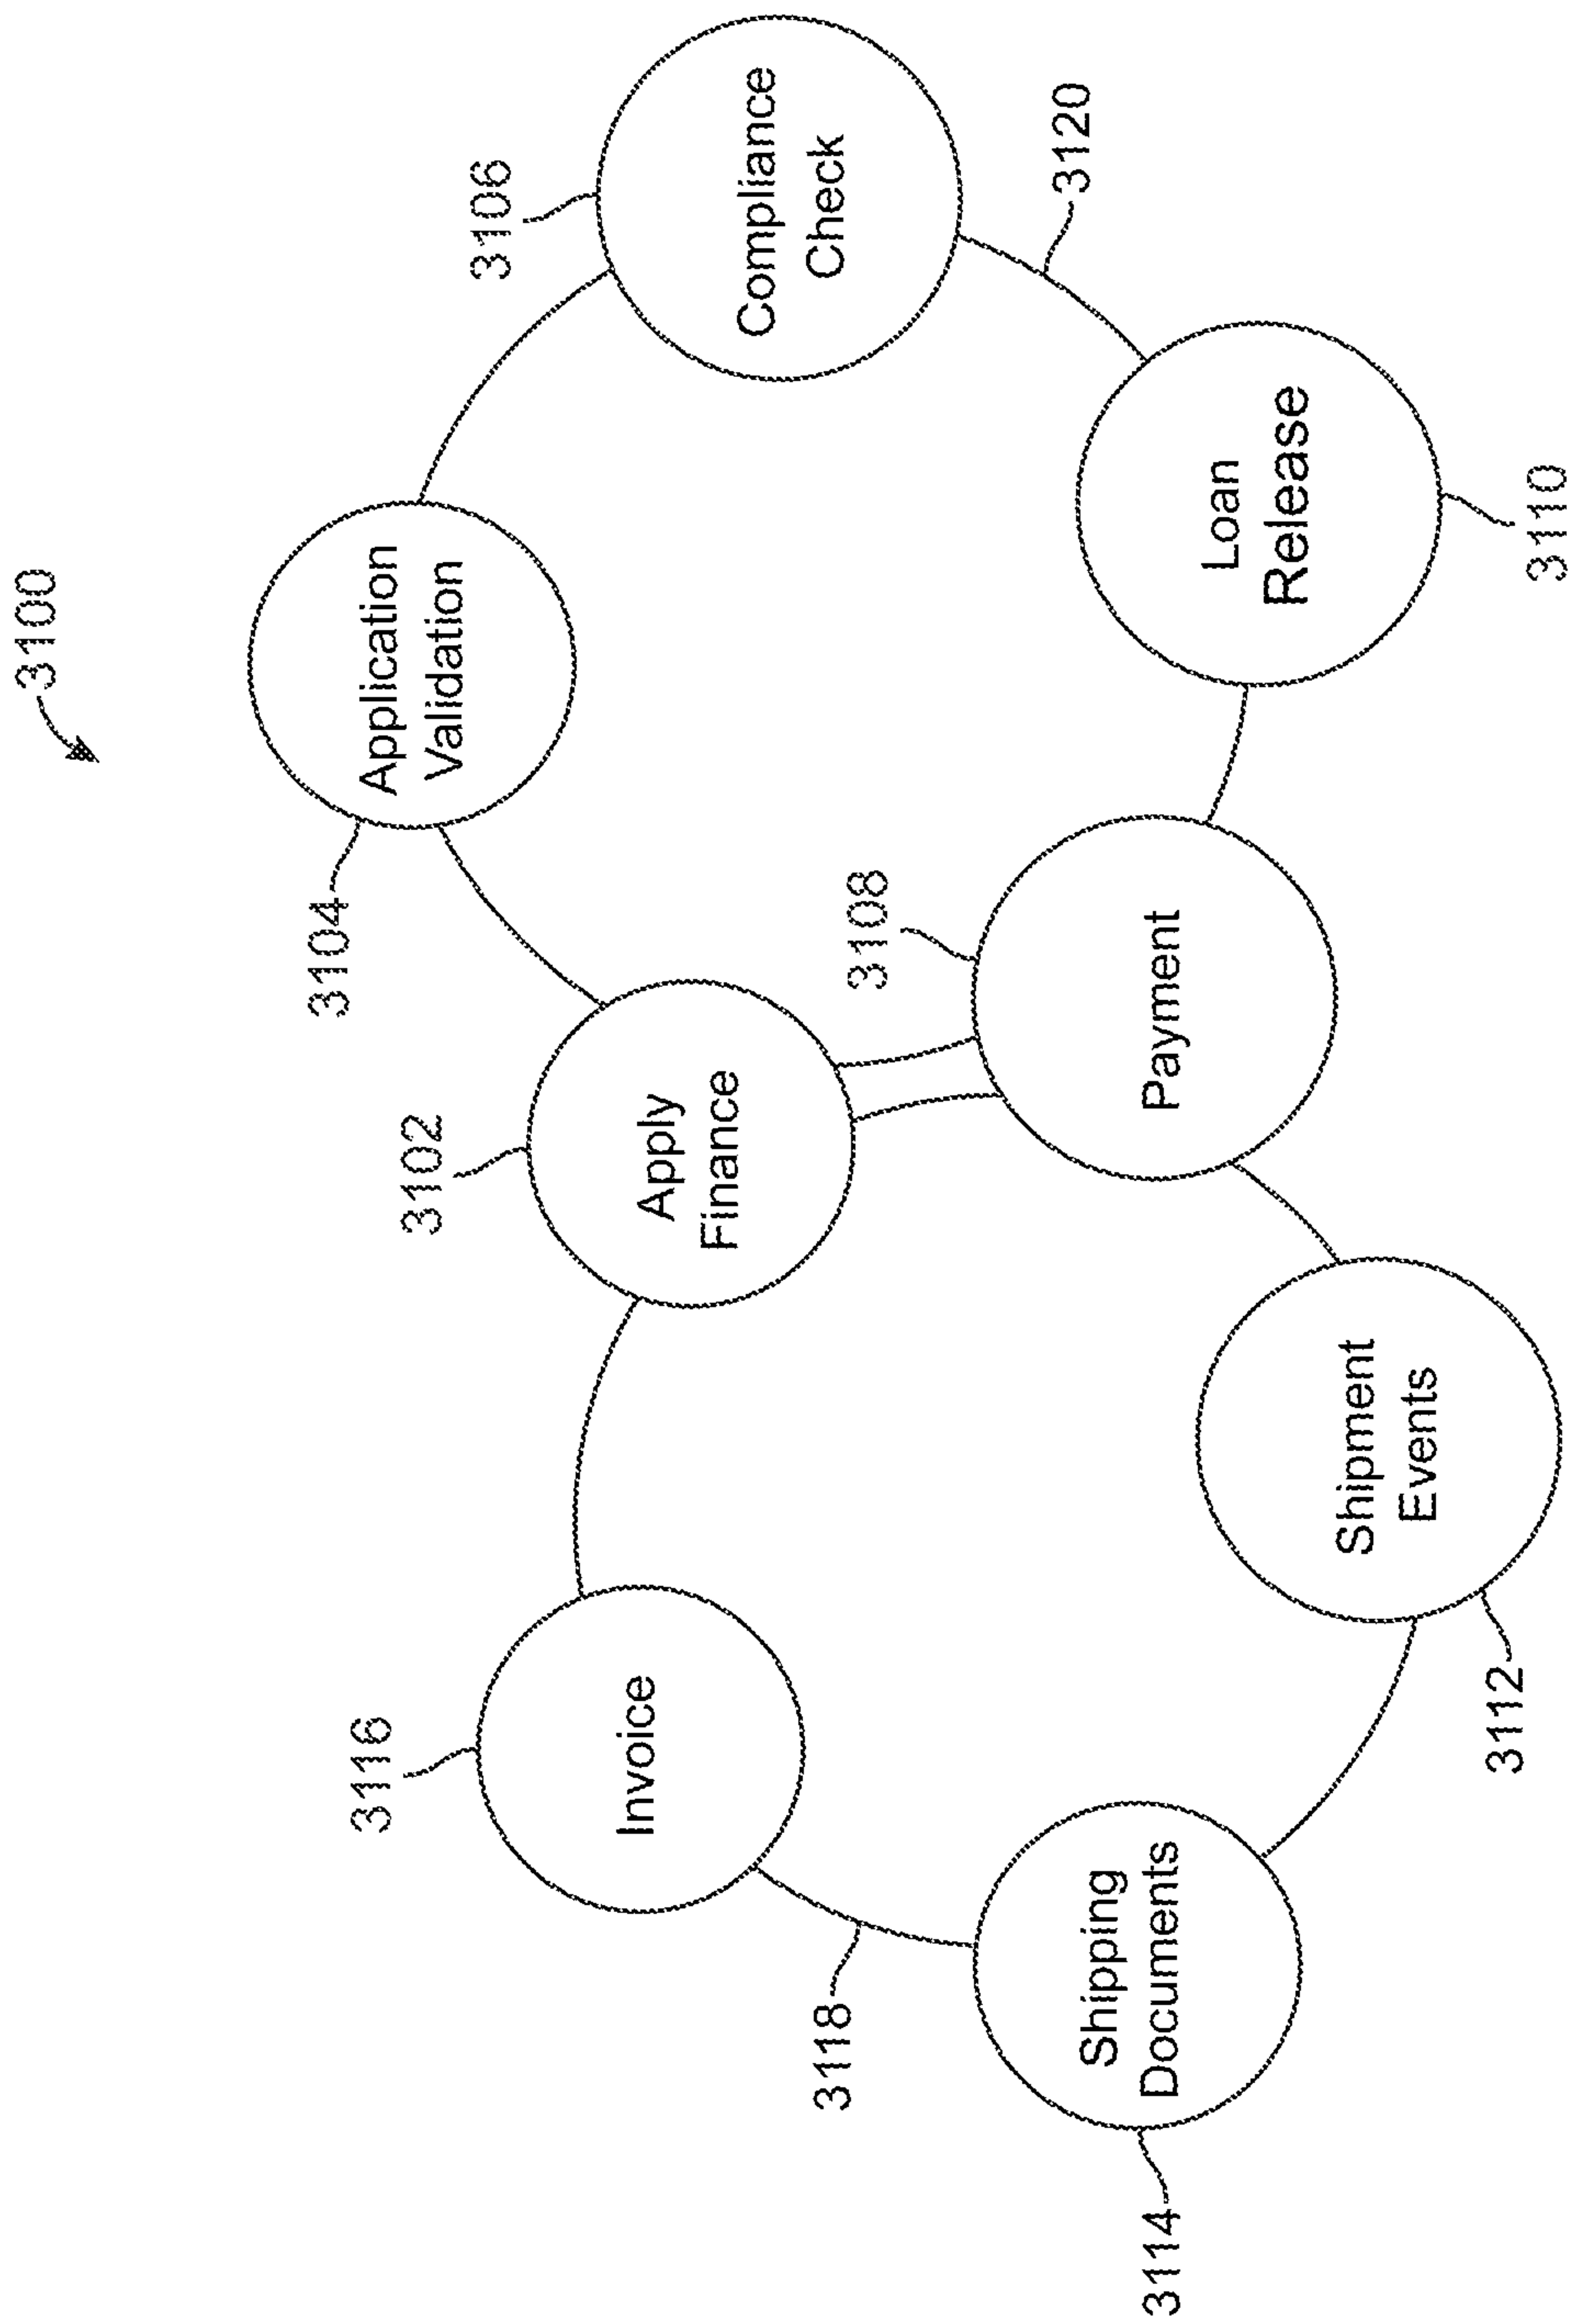 3100
3104
Application
Validation
3106
Compliance
Check
3102
Apply
Finance
3116
Invoice
3108
Payment
3120
Loan
Release
3110
3118
Shipping
Documents
3114
Shipment
Events
3112